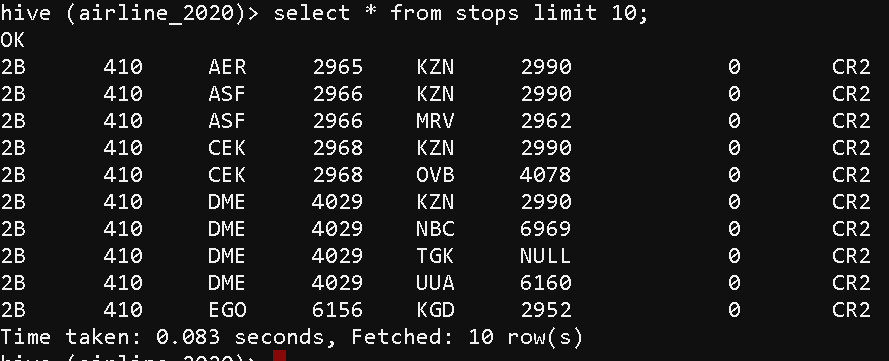 hive (airline_2020)> select * from stops limit 10;
OK
2B 410 AER 2965 KZN 2990 0 CR2
2B 410 ASF 2966 KZN 2990 0 CR2
2B 410 ASF 2966 MRV 2962 0 CR2
2B 410 CEK 2968 KZN 2990 0 CR2
2B 410 CEK 2968 OVB 4078 0 CR2
2B 410 DME 4029 KZN 2990 0 CR2
2B 410 DME 4029 NBC 6969 0 CR2
2B 410 DME 4029 TGK NULL 0 CR2
2B 410 DME 4029 UUA 6160 0 CR2
2B 410 EGO 6156 KGD 2952 0 CR2
Time taken: 0.083 seconds, Fetched: 10 row(s)
hive (airline_2020)>